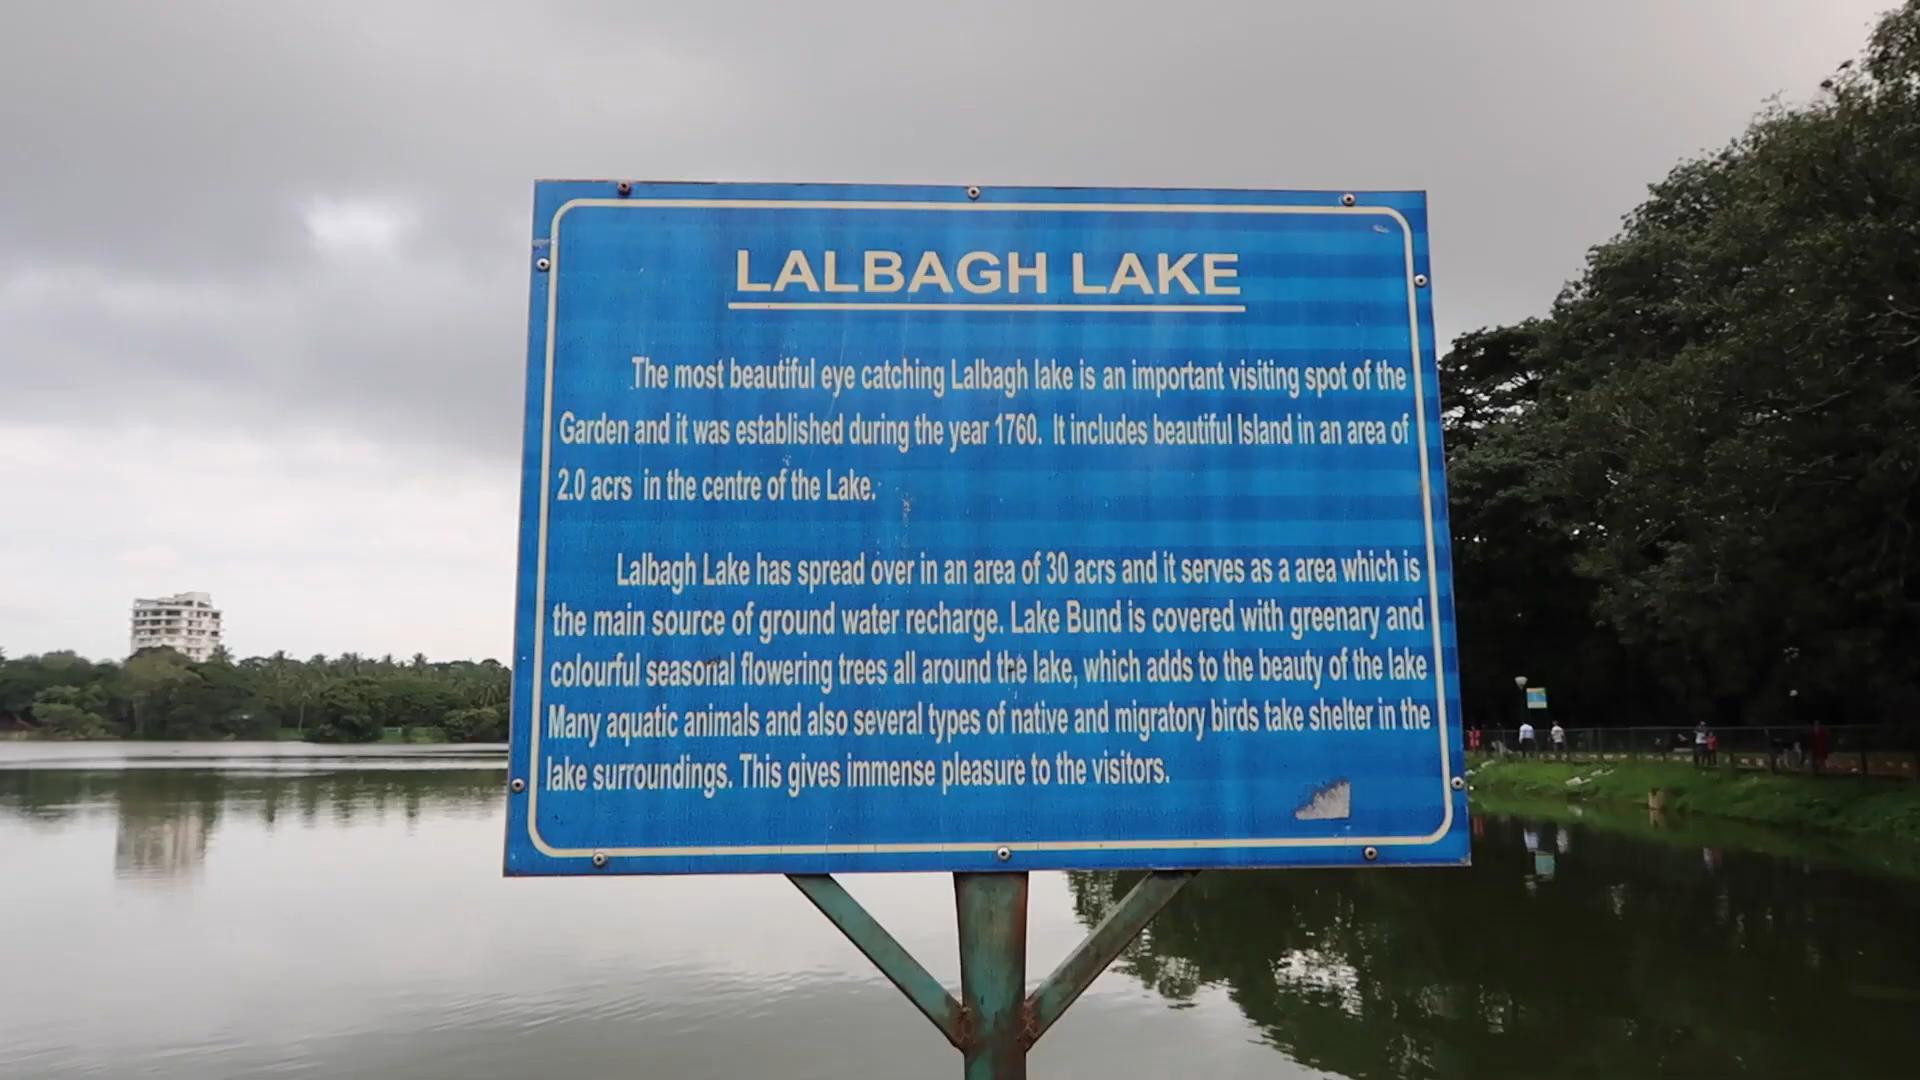 LALBAGH LAKE
The most beautiful eye catching Lalbagh lake is an important visiting spot of the
Garden and it was established during the year 1760. It includes beautiful Island in an area of
2.0 acrs in the centre of the Lake.
Lalbagh Lake has spread over in an area of 30 acrs and it serves as a area which is
the main source of ground water recharge. Lake Bund is covered with greenary and
colourful seasonal flowering trees all around the lake, which adds to the beauty of the lake
Many aquatic animals and also several types of native and migratory birds take shelter in the
lake surroundings. This gives immense pleasure to the visitors.